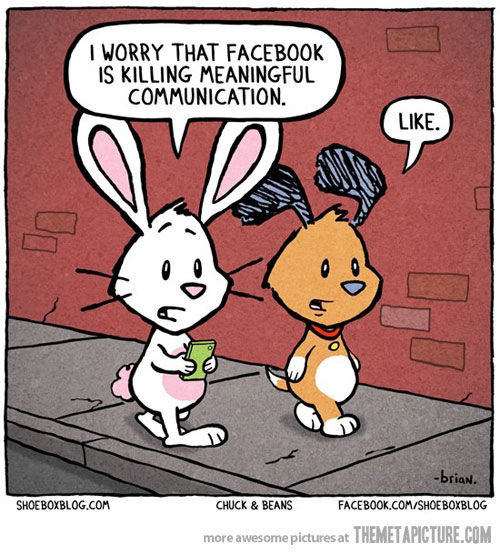 I WORRY THAT FACEBOOK
IS KILLING MEANINGFUL
COMMUNICATION.
LIKE.
-brian.
SHOEBOXBLOG.COM
CHUCK & BEANS
FACEBOOK.COM/SHOEBOXBLOG
more awesome pictures at THEMETAPICTURE.COM